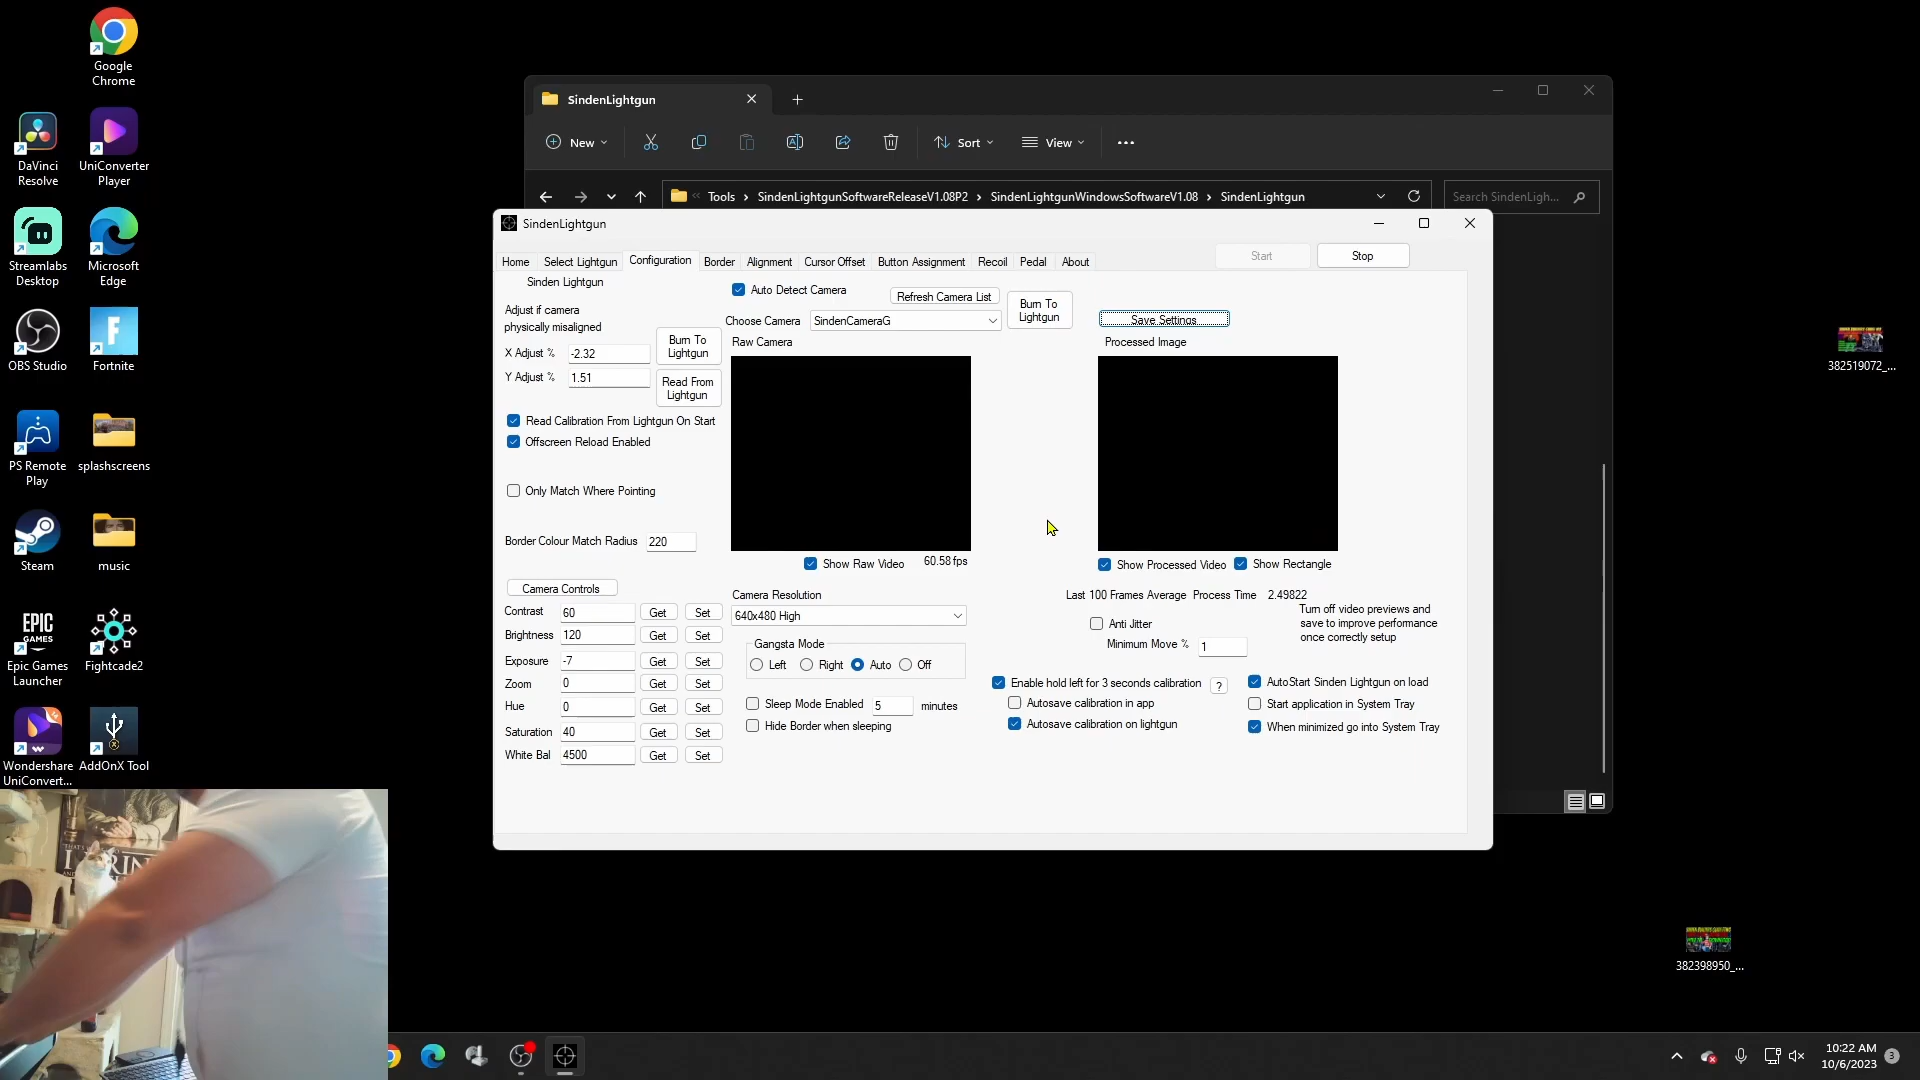 Google
Chrome
DaVinci
Resolve
UniConverter
Player
Streamlabs
Desktop
Microsoft
Edge
OBS Studio
Fortnite
PS Remote
Play
splashscreens
Steam
music
EPIC
GAMES
Epic Games
Launcher
Fightcade2
Wondershare
UniConvert...
AddOnX Tool
SindenLightgun
New
Sort
View
Tools
SindenLightgunSoftwareReleaseV1.08P2
SindenLightgunWindowsSoftwareV1.08
SindenLightgun
Search SindenLigh...
SindenLightgun
Home
Select Lightgun
Configuration
Border
Alignment
Cursor Offset
Button Assignment
Recoil
Pedal
About
Start
Stop
Sinden Lightgun
Adjust if camera
physically misaligned
X Adjust % -2.32
Y Adjust % 1.51
Burn To
Lightgun
Read From
Lightgun
Read Calibration From Lightgun On Start
Offscreen Reload Enabled
Only Match Where Pointing
Border Colour Match Radius 220
Auto Detect Camera
Refresh Camera List
Choose Camera SindenCameraG
Burn To
Lightgun
Save Settings
Raw Camera
Processed Image
Show Raw Video 60.58 fps
Show Processed Video
Show Rectangle
Camera Controls
Contrast 60 Get Set
Brightness 120 Get Set
Exposure -7 Get Set
Zoom 0 Get Set
Hue 0 Get Set
Saturation 40 Get Set
White Bal 4500 Get Set
Camera Resolution
640x480 High
Gangsta Mode
Left Right Auto Off
Sleep Mode Enabled 5 minutes
Hide Border when sleeping
Last 100 Frames Average Process Time 2.49822
Anti Jitter
Minimum Move % 1
Turn off video previews and
save to improve performance
once correctly setup
Enable hold left for 3 seconds calibration ?
Autosave calibration in app
Autosave calibration on lightgun
AutoStart Sinden Lightgun on load
Start application in System Tray
When minimized go into System Tray
382519072_...
382398950_...
10:22 AM
10/6/2023
3